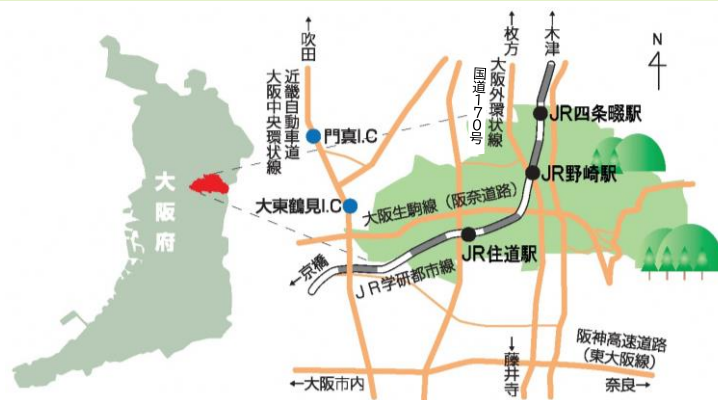 大阪府
↑吹田
近畿自動車道
大阪中央環状線
門真I.C
大東鶴見I.C
↑枚方
大阪外環状線
国道170号
↑木津
N
JR四条畷駅
JR野崎駅
大阪生駒線（阪奈道路）
JR住道駅
←京橋
JR学研都市線
阪神高速道路
（東大阪線）
↓藤井寺
←大阪市内
奈良→